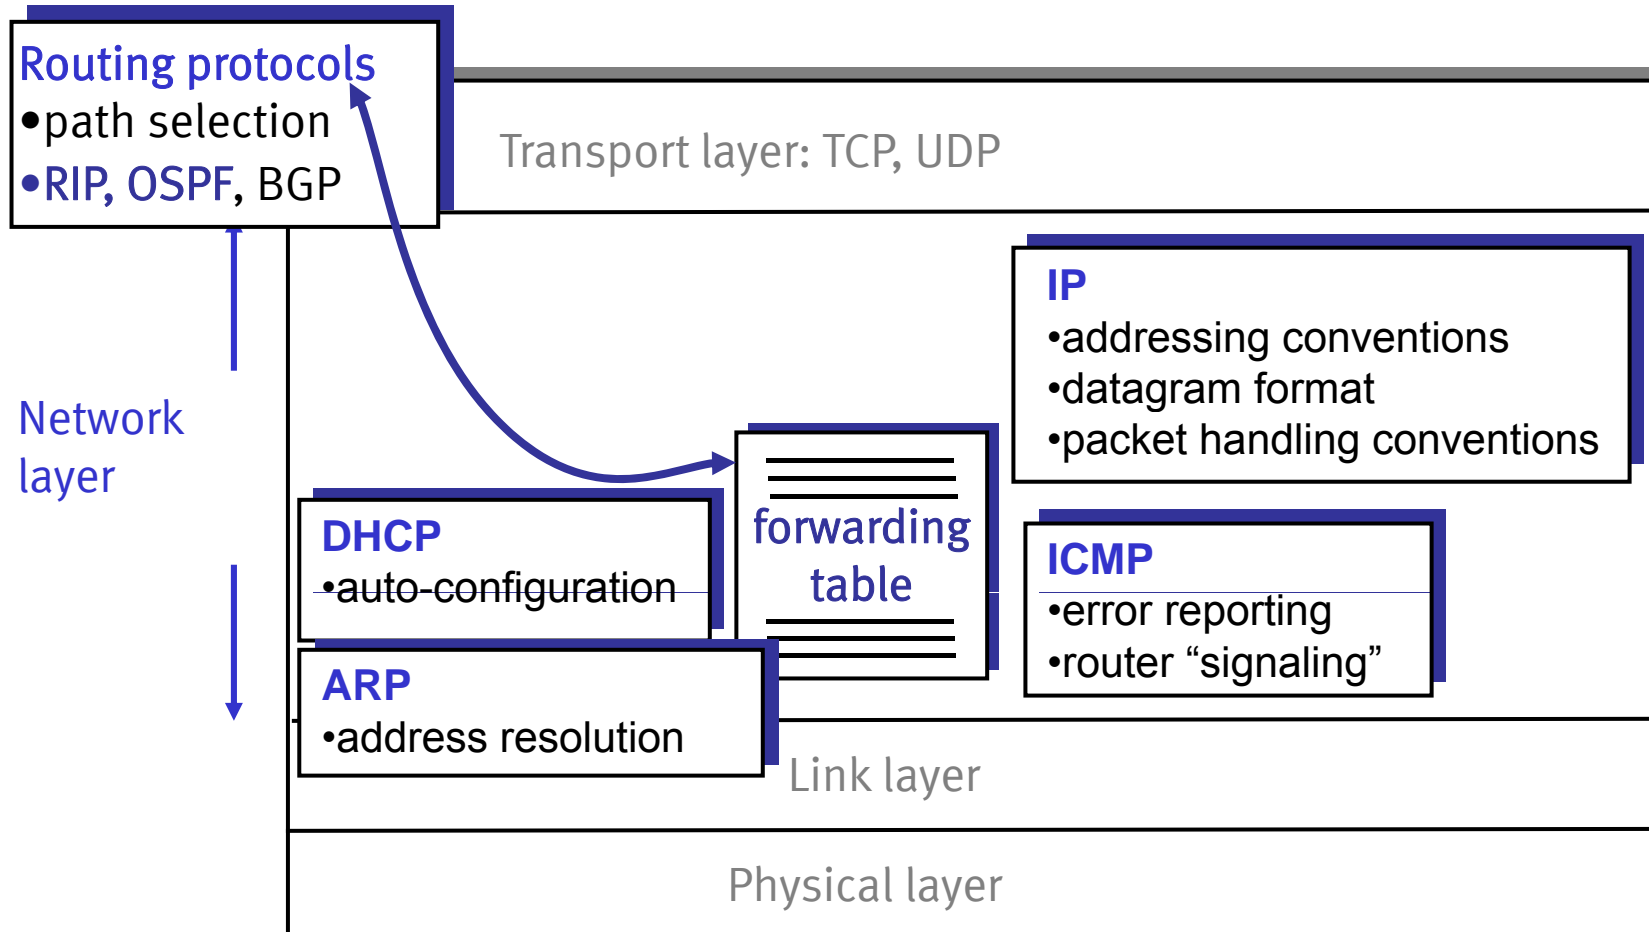 Routing protocols
•path selection
•RIP, OSPF, BGP
Transport layer: TCP, UDP
Network
layer
IP
•addressing conventions
•datagram format
•packet handling conventions
forwarding
table
DHCP
•auto-configuration
ICMP
•error reporting
•router “signaling”
ARP
•address resolution
Link layer
Physical layer